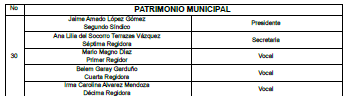 No
PATRIMONIO MUNICIPAL
30
Jaime Amado López Gómez
Segundo Síndico
Presidente
Ana Lilia del Socorro Terrazas Vázquez
Séptima Regidora
Secretaria
Mario Magno Díaz
Primer Regidor
Vocal
Belem Garay Garduño
Cuarta Regidora
Vocal
Irma Carolina Alvarez Mendoza
Décima Regidora
Vocal